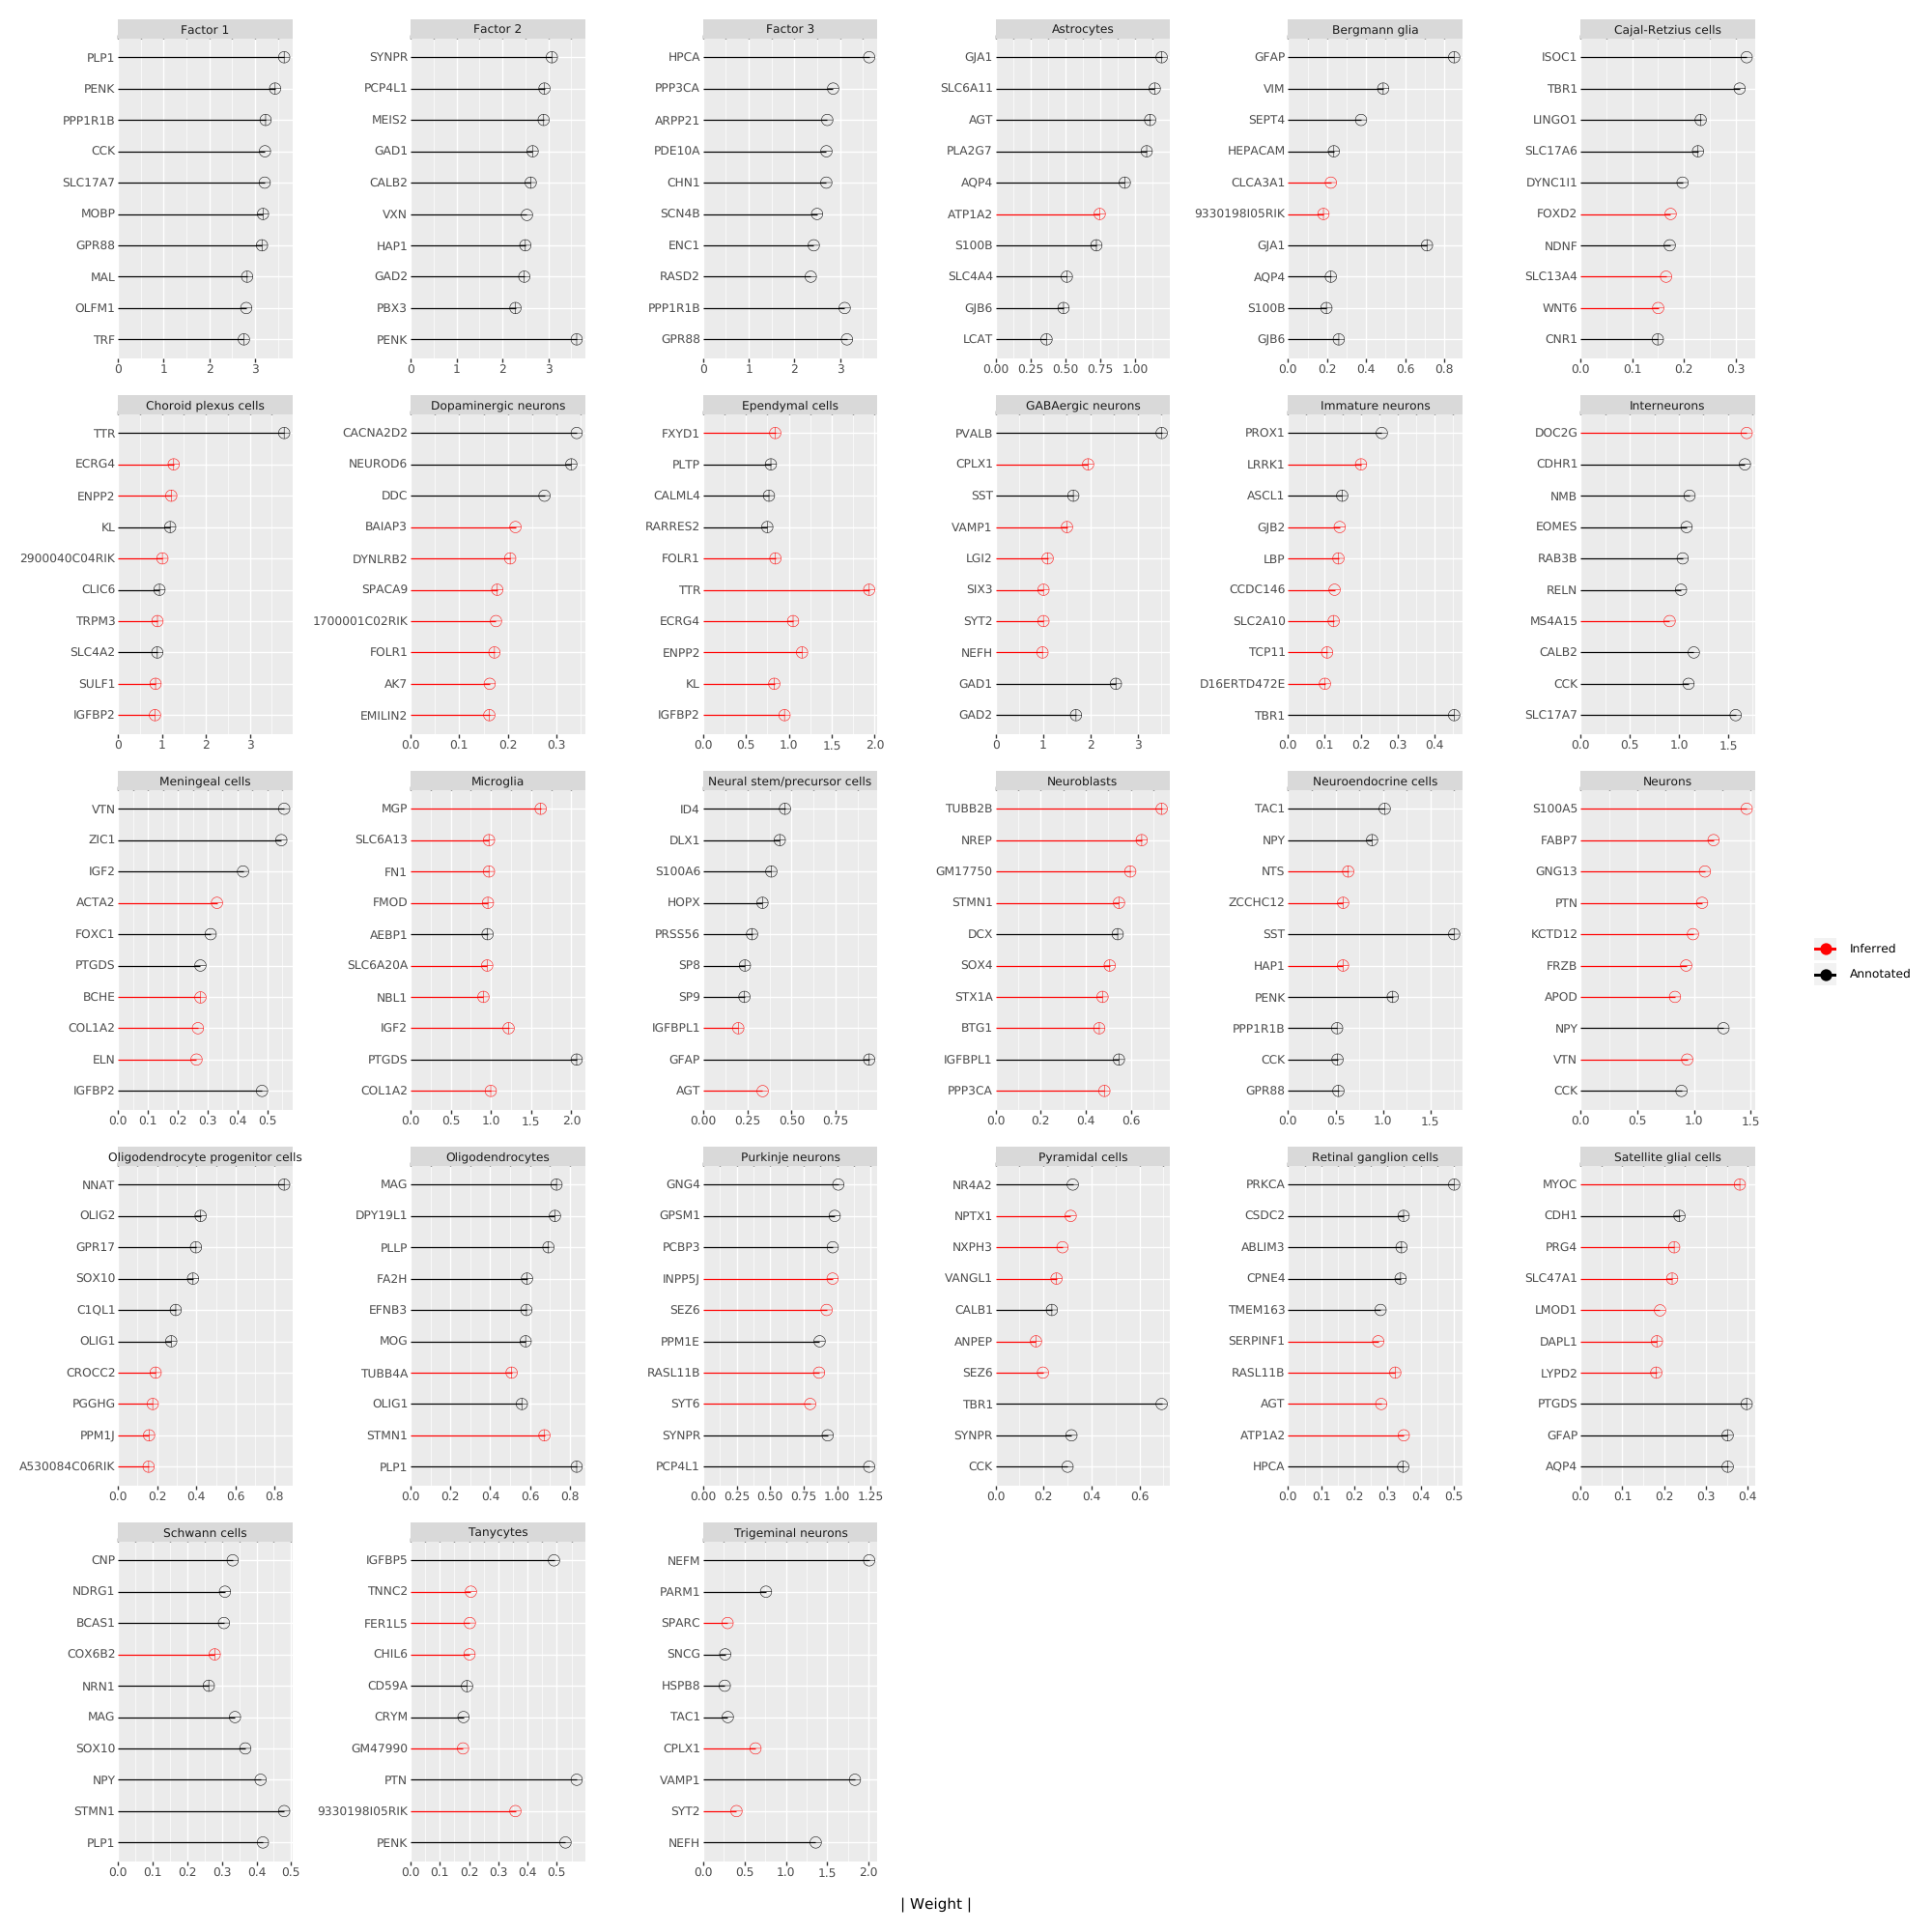 Factor 1
PLP1
PENK
PPP1R1B
CCK
SLC17A7
MOBP
GPR88
MAL
OLFM1
TRF
0 1 2 3
Factor 2
SYNPR
PCP4L1
MEIS2
GAD1
CALB2
VXN
HAP1
GAD2
PBX3
PENK
0 1 2 3
Factor 3
HPCA
PPP3CA
ARPP21
PDE10A
CHN1
SCN4B
ENC1
RASD2
PPP1R1B
GPR88
0 1 2 3
Astrocytes
GJA1
SLC6A11
AGT
PLA2G7
AQP4
ATP1A2
S100B
SLC4A4
GJB6
LCAT
0.00 0.25 0.50 0.75 1.00
Bergmann glia
GFAP
VIM
SEPT4
HEPACAM
CLCA3A1
9330198I05RIK
GJA1
AQP4
S100B
GJB6
0.0 0.2 0.4 0.6 0.8
Cajal-Retzius cells
ISOC1
TBR1
LINGO1
SLC17A6
DYNC1I1
FOXD2
NDNF
SLC13A4
WNT6
CNR1
0.0 0.1 0.2 0.3
Choroid plexus cells
TTR
ECRG4
ENPP2
KL
2900040C04RIK
CLIC6
TRPM3
SLC4A2
SULF1
IGFBP2
0 1 2 3
Dopaminergic neurons
CACNA2D2
NEUROD6
DDC
BAIAP3
DYNLRB2
SPACA9
1700001C02RIK
FOLR1
AK7
EMILIN2
0.0 0.1 0.2 0.3
Ependymal cells
FXYD1
PLTP
CALML4
RARRES2
FOLR1
TTR
ECRG4
ENPP2
KL
IGFBP2
0.0 0.5 1.0 1.5 2.0
GABAergic neurons
PVALB
CPLX1
SST
VAMP1
LGI2
SIX3
SYT2
NEFH
GAD1
GAD2
0 1 2 3
Immature neurons
PROX1
LRRK1
ASCL1
GJB2
LBP
CCDC146
SLC2A10
TCP11
D16ERTD472E
TBR1
0.0 0.1 0.2 0.3 0.4
Interneurons
DOC2G
CDHR1
NMB
EOMES
RAB3B
RELN
MS4A15
CALB2
CCK
SLC17A7
0.0 0.5 1.0 1.5
Meningeal cells
VTN
ZIC1
IGF2
ACTA2
FOXC1
PTGDS
BCHE
COL1A2
ELN
IGFBP2
0.0 0.1 0.2 0.3 0.4 0.5
Microglia
MGP
SLC6A13
FN1
FMOD
AEBP1
SLC6A20A
NBL1
IGF2
PTGDS
COL1A2
0.0 0.5 1.0 1.5 2.0
Neural stem/precursor cells
ID4
DLX1
S100A6
HOPX
PRSS56
SP8
SP9
IGFBPL1
GFAP
AGT
0.00 0.25 0.50 0.75
Neuroblasts
TUBB2B
NREP
GM17750
STMN1
DCX
SOX4
STX1A
BTG1
IGFBPL1
PPP3CA
0.0 0.2 0.4 0.6
Neuroendocrine cells
TAC1
NPY
NTS
ZCCHC12
SST
HAP1
PENK
PPP1R1B
CCK
GPR88
0.0 0.5 1.0 1.5
Neurons
S100A5
FABP7
GNG13
PTN
KCTD12
FRZB
APOD
NPY
VTN
CCK
0.0 0.5 1.0 1.5
Inferred
Annotated
Oligodendrocyte progenitor cells
NNAT
OLIG2
GPR17
SOX10
C1QL1
OLIG1
CROCC2
PGGHG
PPM1J
A530084C06RIK
0.0 0.2 0.4 0.6 0.8
Oligodendrocytes
MAG
DPY19L1
PLLP
FA2H
EFNB3
MOG
TUBB4A
OLIG1
STMN1
PLP1
0.0 0.2 0.4 0.6 0.8
Purkinje neurons
GNG4
GPSM1
PCBP3
INPP5J
SEZ6
PPM1E
RASL11B
SYT6
SYNPR
PCP4L1
0.00 0.25 0.50 0.75 1.00 1.25
Pyramidal cells
NR4A2
NPTX1
NXPH3
VANGL1
CALB1
ANPEP
SEZ6
TBR1
SYNPR
CCK
0.0 0.2 0.4 0.6
Retinal ganglion cells
PRKCA
CSDC2
ABLIM3
CPNE4
TMEM163
SERPINF1
RASL11B
AGT
ATP1A2
HPCA
0.0 0.1 0.2 0.3 0.4 0.5
Satellite glial cells
MYOC
CDH1
PRG4
SLC47A1
LMOD1
DAPL1
LYPD2
PTGDS
GFAP
AQP4
0.0 0.1 0.2 0.3 0.4
Schwann cells
CNP
NDRG1
BCAS1
COX6B2
NRN1
MAG
SOX10
NPY
STMN1
PLP1
0.0 0.1 0.2 0.3 0.4 0.5
Tanycytes
IGFBP5
TNNC2
FER1L5
CHIL6
CD59A
CRYM
GM47990
PTN
9330198I05RIK
PENK
0.0 0.1 0.2 0.3 0.4 0.5
Trigeminal neurons
NEFM
PARM1
SPARC
SNCG
HSPB8
TAC1
CPLX1
VAMP1
SYT2
NEFH
0.0 0.5 1.0 1.5 2.0
| Weight |